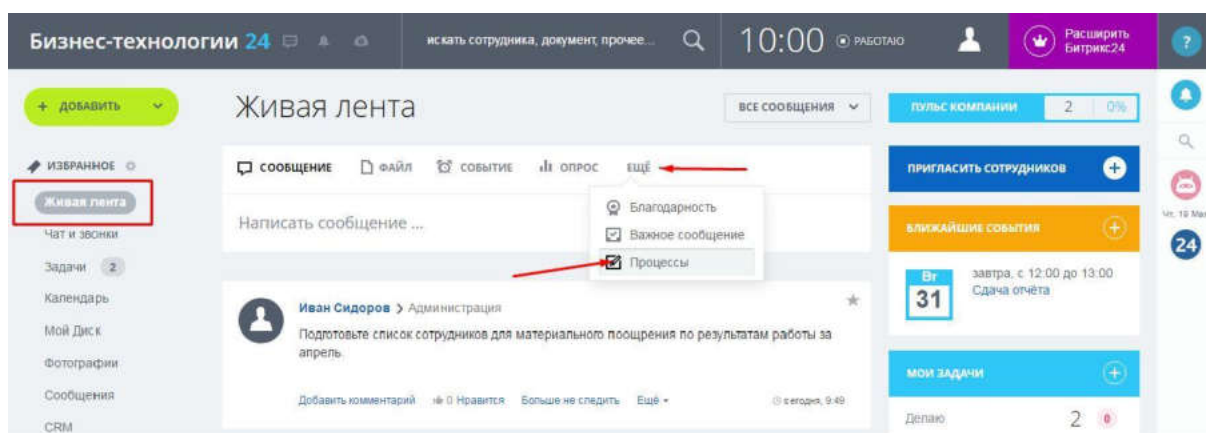 Бизнес-технологии 24
искать сотрудника, документ, прочее...
10:00 РАБОТАЮ
Расширить
Битрикс24
?
+ ДОБАВИТЬ
ИЗБРАННОЕ
Живая лента
Чат и звонки
Задачи 2
Календарь
Мой Диск
Фотографии
Сообщения
CRM
Живая лента
ВСЕ СООБЩЕНИЯ
СООБЩЕНИЕ ФАЙЛ СОБЫТИЕ ОПРОС ЕЩЁ
Написать сообщение ...
Благодарность
Важное сообщение
Процессы
Иван Сидоров > Администрация
Подготовьте список сотрудников для материального поощрения по результатам работы за
апрель.
Добавить комментарий 0 Нравится Больше не следить Ещё сегодня, 9:49
ПУЛЬС КОМПАНИИ 2 0%
ПРИГЛАСИТЬ СОТРУДНИКОВ +
БЛИЖАЙШИЕ СОБЫТИЯ +
Вт
31
завтра, с 12:00 до 13:00
Сдача отчёта
МОИ ЗАДАЧИ +
Делаю 2 0
24